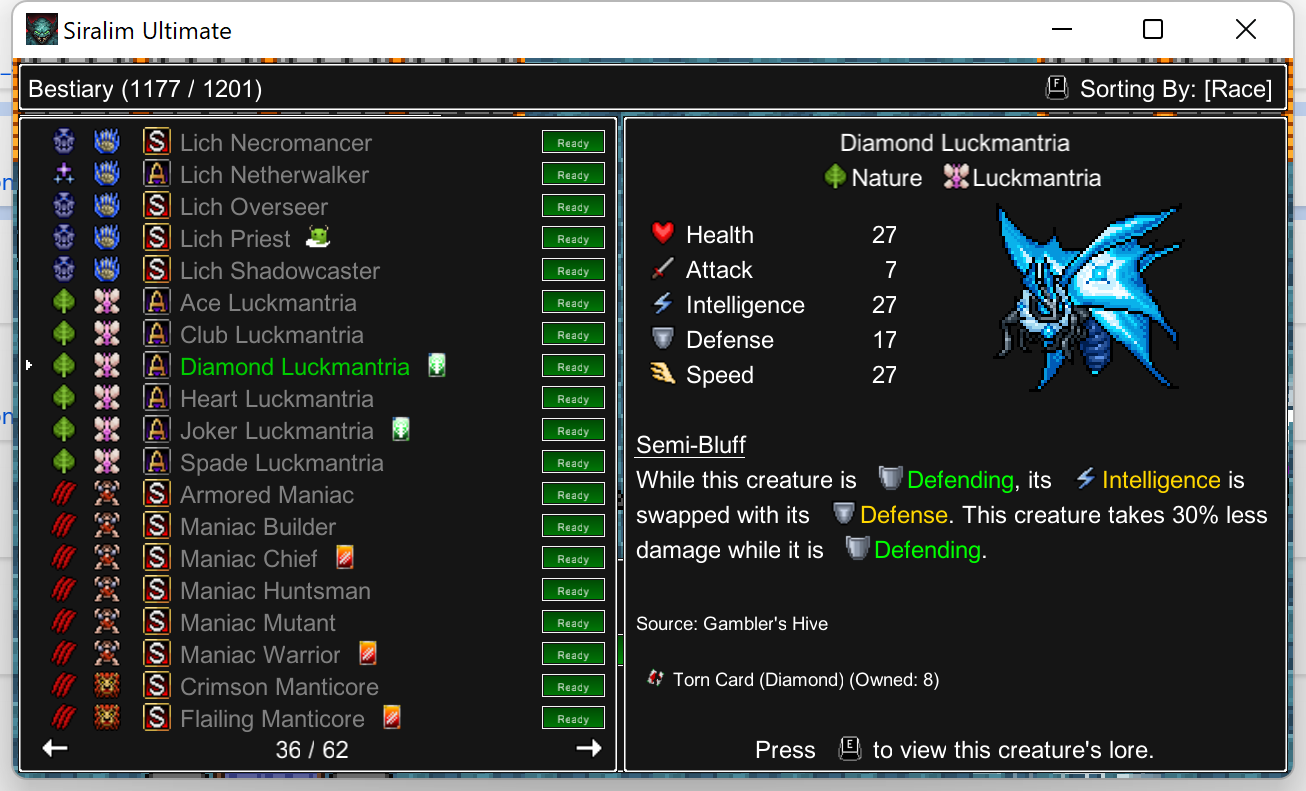 Siralim Ultimate
Bestiary (1177 / 1201)
F Sorting By: [Race]
S Lich Necromancer Ready
A Lich Netherwalker Ready
S Lich Overseer Ready
S Lich Priest Ready
S Lich Shadowcaster Ready
A Ace Luckmantria Ready
A Club Luckmantria Ready
A Diamond Luckmantria Ready
A Heart Luckmantria Ready
A Joker Luckmantria Ready
A Spade Luckmantria Ready
S Armored Maniac Ready
S Maniac Builder Ready
S Maniac Chief Ready
S Maniac Huntsman Ready
S Maniac Mutant Ready
S Maniac Warrior Ready
S Crimson Manticore Ready
S Flailing Manticore Ready
36 / 62
Diamond Luckmantria
Nature Luckmantria
Health 27
Attack 7
Intelligence 27
Defense 17
Speed 27
Semi-Bluff
While this creature is Defending, its Intelligence is
swapped with its Defense. This creature takes 30% less
damage while it is Defending.
Source: Gambler's Hive
Torn Card (Diamond) (Owned: 8)
Press E to view this creature's lore.